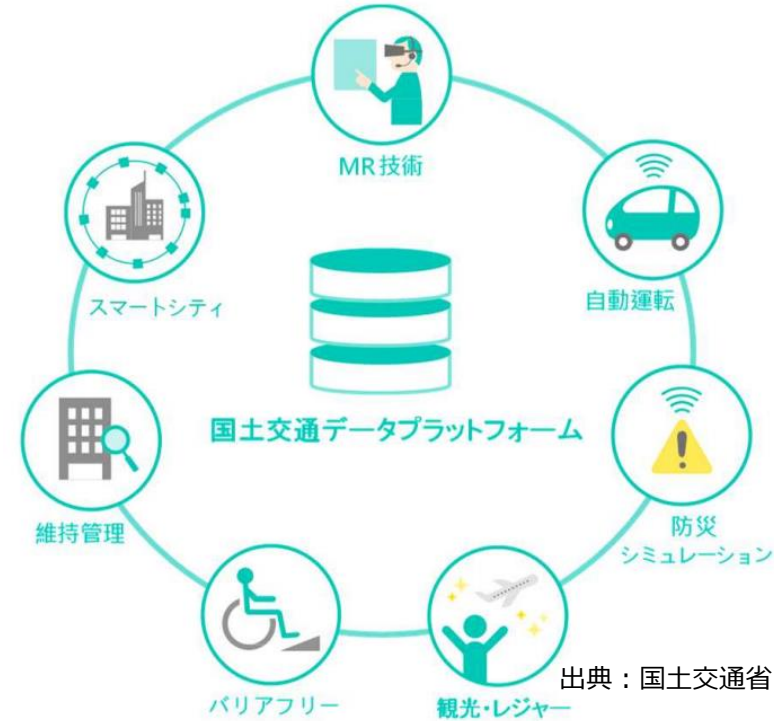 MR技術
自動運転
スマートシティ
国土交通データプラットフォーム
維持管理
防災
シミュレーション
バリアフリー
観光・レジャー
出典：国土交通省